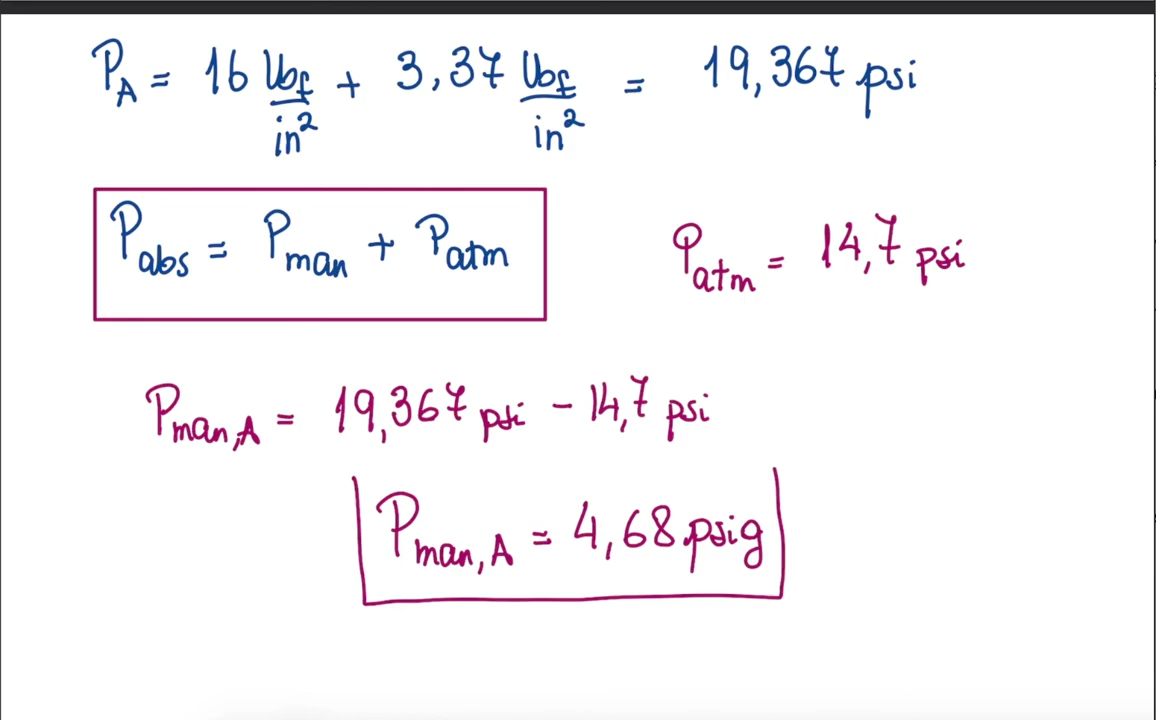 P_A = 16 lbf/in² + 3,37 lbf/in² = 19,367 psi
P_abs = P_man + P_atm
P_atm = 14,7 psi
P_man,A = 19,367 psi - 14,7 psi
P_man,A = 4,68 psig